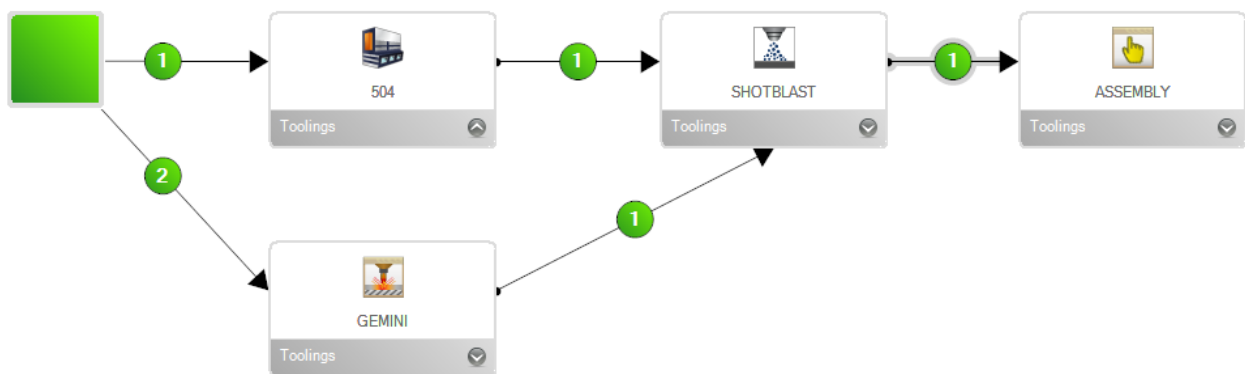 1
504
Toolings
1
SHOTBLAST
Toolings
1
ASSEMBLY
Toolings
2
GEMINI
Toolings
1